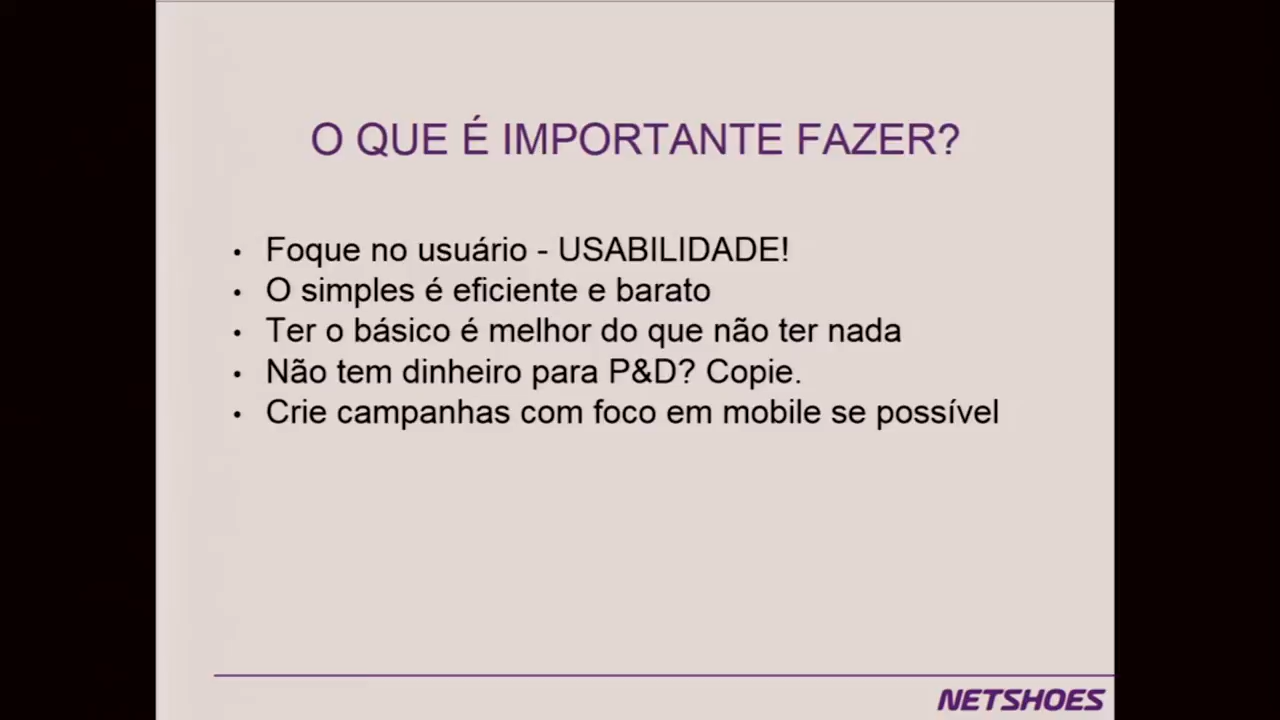 O QUE É IMPORTANTE FAZER?
• Foque no usuário - USABILIDADE!
• O simples é eficiente e barato
• Ter o básico é melhor do que não ter nada
• Não tem dinheiro para P&D? Copie.
• Crie campanhas com foco em mobile se possível
NETSHOES